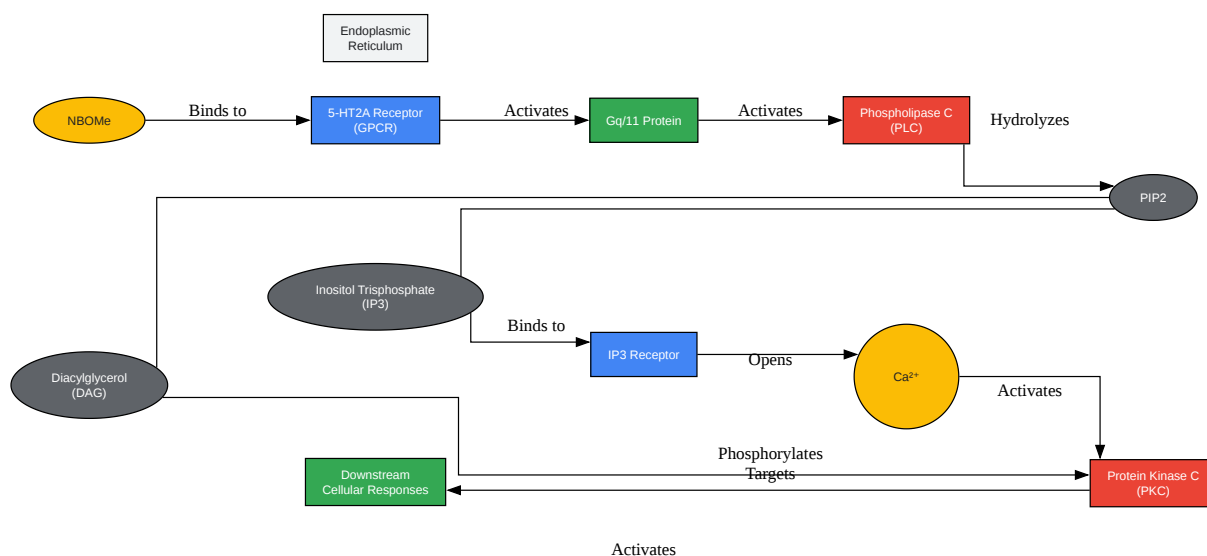 Endoplasmic
Reticulum
NBOMe
Binds to
5-HT2A Receptor
(GPCR)
Activates
Gq/11 Protein
Activates
Phospholipase C
(PLC)
Hydrolyzes
PIP2
Inositol Trisphosphate
(IP3)
Binds to
IP3 Receptor
Opens
Ca²⁺
Activates
Diacylglycerol
(DAG)
Phosphorylates
Targets
Downstream
Cellular Responses
Protein Kinase C
(PKC)
Activates